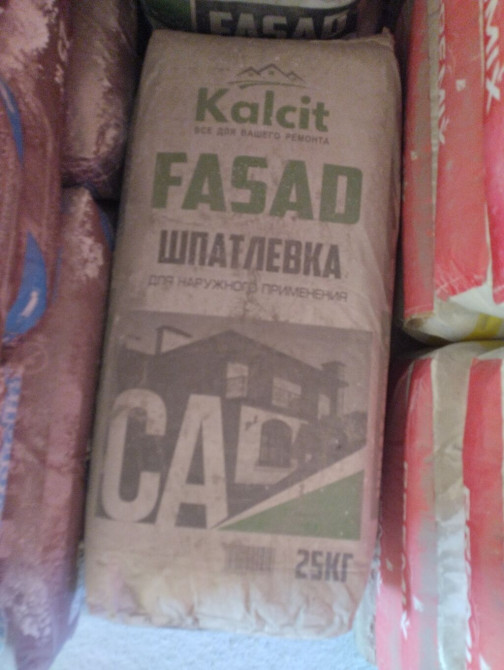 FASAD
Kalcit
ВСЕ ДЛЯ ВАШЕГО РЕМОНТА
FASAD
ШПАТЛЕВКА
ДЛЯ НАРУЖНОГО ПРИМЕНЕНИЯ
CA
25КГ